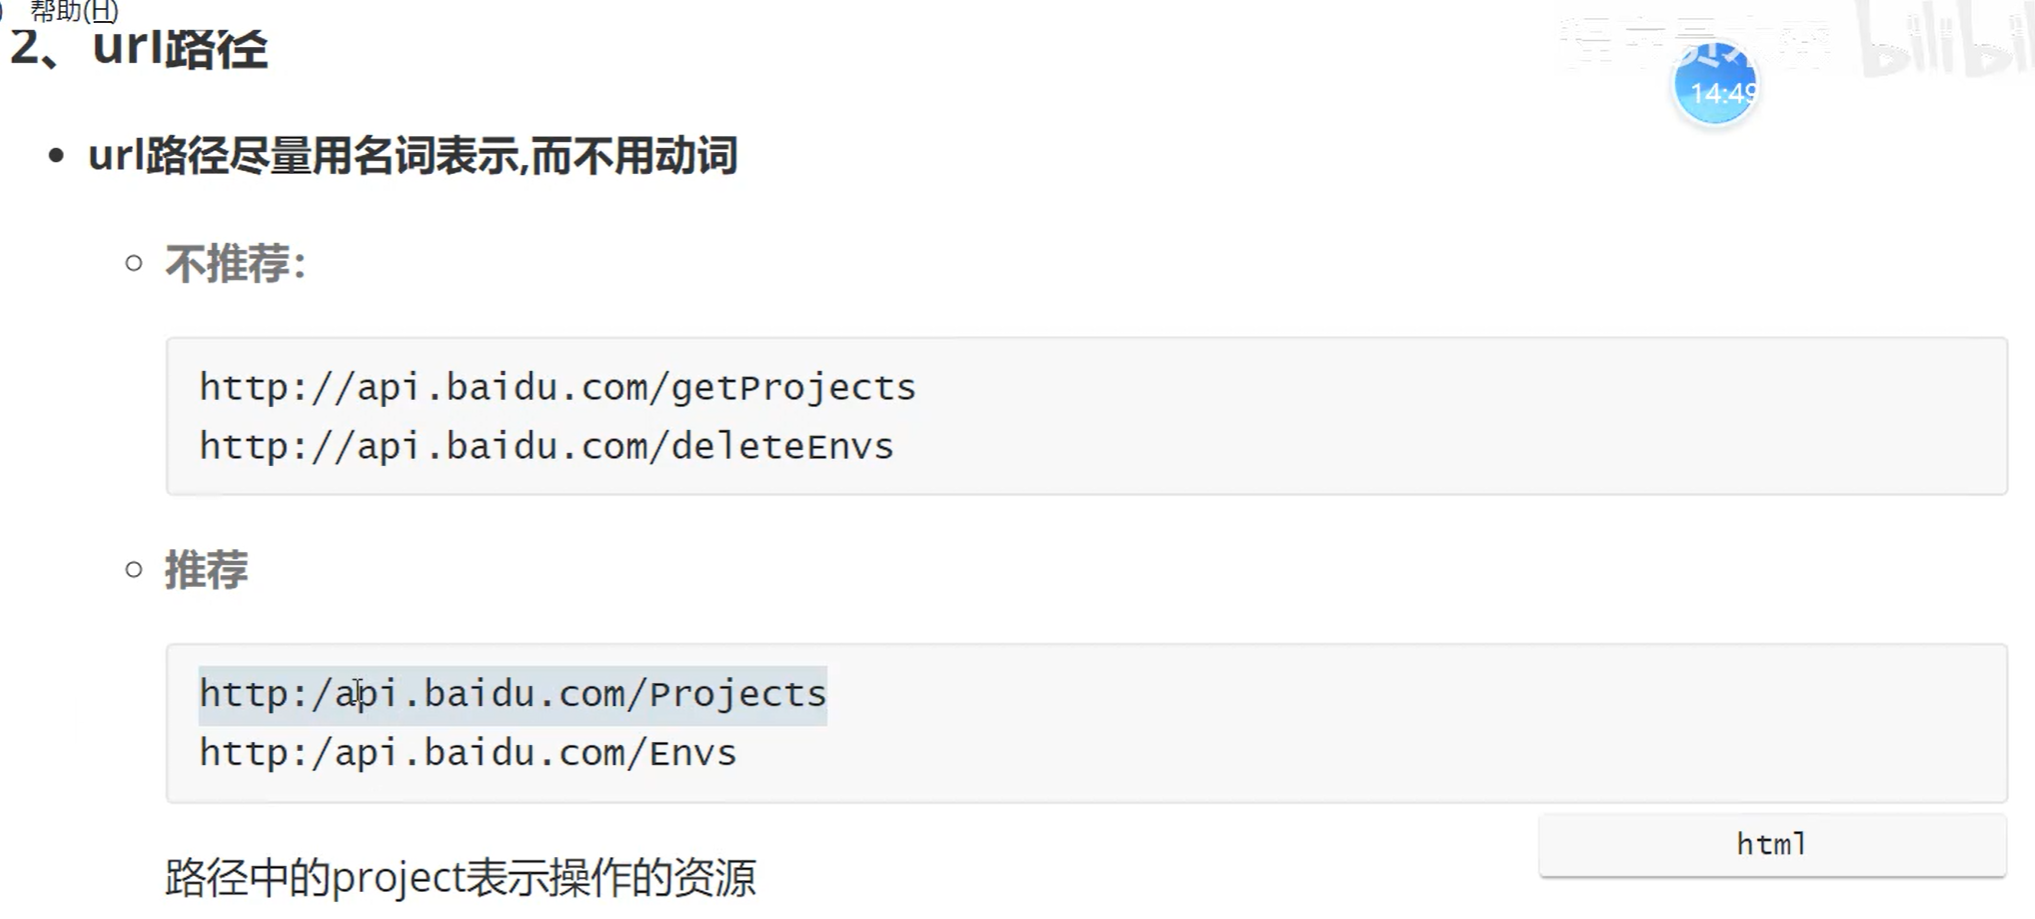 帮助(H)
2、url路径
url路径尽量用名词表示,而不用动词
不推荐：
http://api.baidu.com/getProjects
http://api.baidu.com/deleteEnvs
推荐
http:/api.baidu.com/Projects
http:/api.baidu.com/Envs
html
路径中的project表示操作的资源
14:49